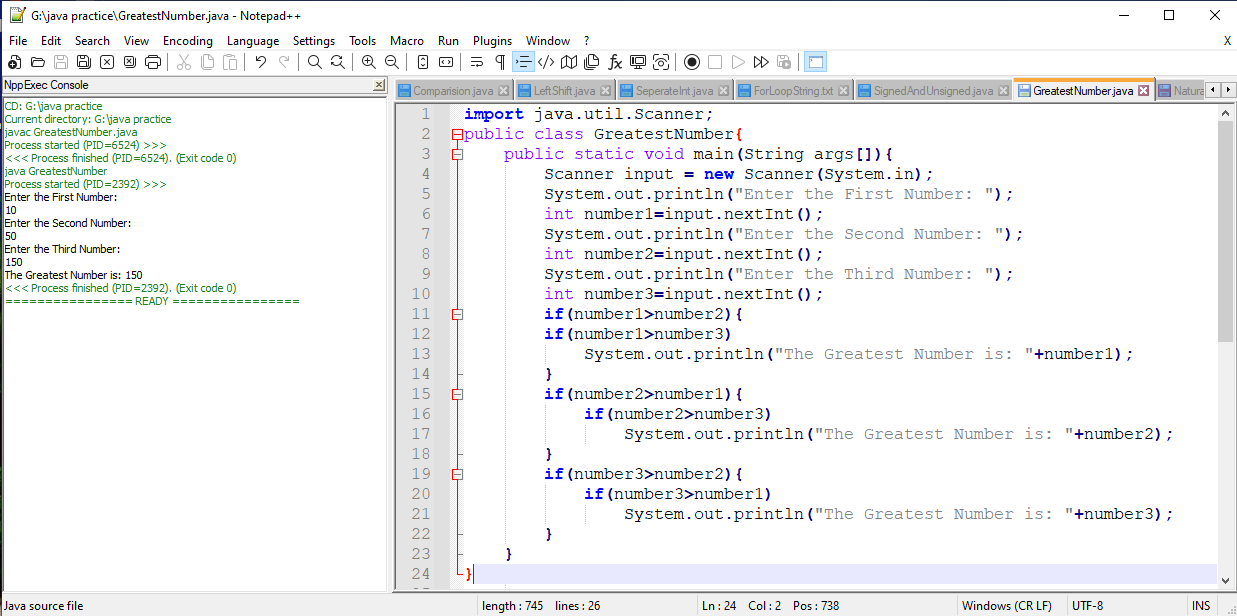 G:\java practice\GreatestNumber.java - Notepad++
File Edit Search View Encoding Language Settings Tools Macro Run Plugins Window ? X
NppExec Console
CD: G:\java practice
Current directory: G:\java practice
javac GreatestNumber.java
Process started (PID=6524) >>>
<<< Process finished (PID=6524). (Exit code 0)
java GreatestNumber
Process started (PID=2392) >>>
Enter the First Number:
10
Enter the Second Number:
50
Enter the Third Number:
150
The Greatest Number is: 150
<<< Process finished (PID=2392). (Exit code 0)
================ READY ================
Comparision.java LeftShift.java SeperateInt.java ForLoopString.txt SignedAndUnsigned.java GreatestNumber.java Natura
1 import java.util.Scanner;
2 public class GreatestNumber{
3 public static void main(String args[]){
4 Scanner input = new Scanner(System.in);
5 System.out.println("Enter the First Number: ");
6 int number1=input.nextInt();
7 System.out.println("Enter the Second Number: ");
8 int number2=input.nextInt();
9 System.out.println("Enter the Third Number: ");
10 int number3=input.nextInt();
11 if(number1>number2){
12 if(number1>number3)
13 System.out.println("The Greatest Number is: "+number1);
14 }
15 if(number2>number1){
16 if(number2>number3)
17 System.out.println("The Greatest Number is: "+number2);
18 }
19 if(number3>number2){
20 if(number3>number1)
21 System.out.println("The Greatest Number is: "+number3);
22 }
23 }
24 }
Java source file length : 745 lines : 26 Ln : 24 Col : 2 Pos : 738 Windows (CR LF) UTF-8 INS